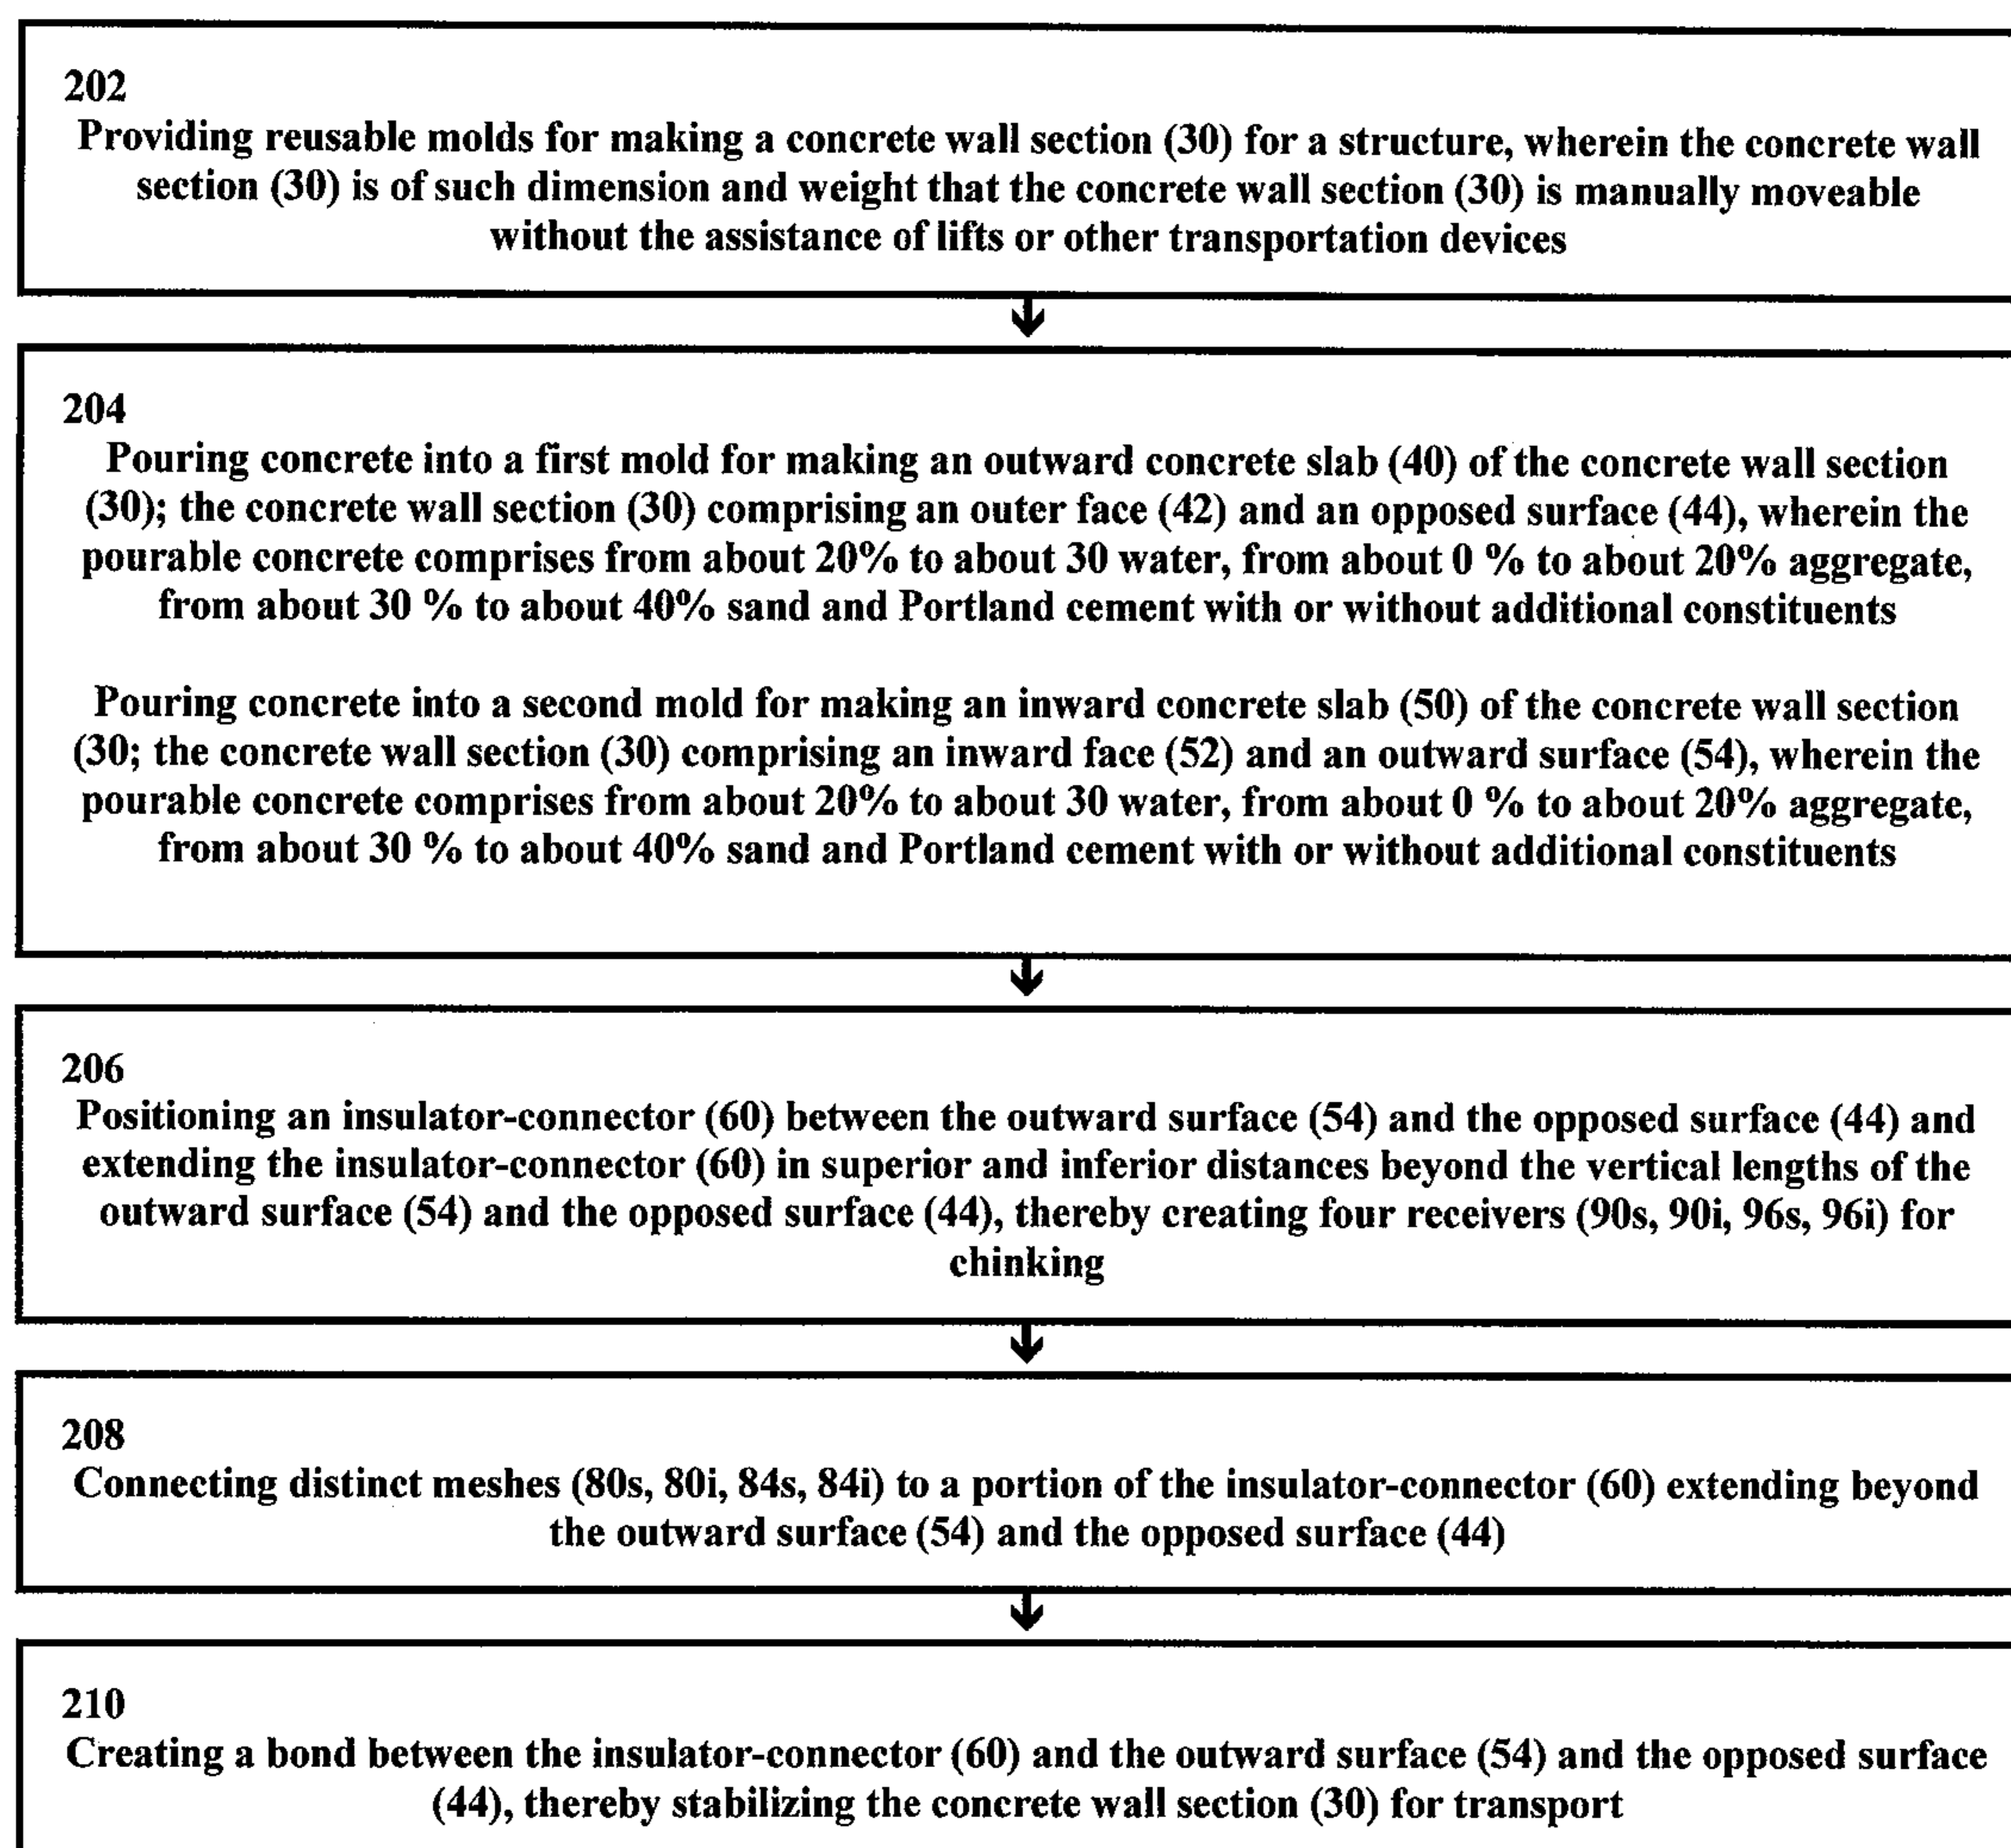 202
Providing reusable molds for making a concrete wall section (30) for a structure, wherein the concrete wall
section (30) is of such dimension and weight that the concrete wall section (30) is manually moveable
without the assistance of lifts or other transportation devices
204
Pouring concrete into a first mold for making an outward concrete slab (40) of the concrete wall section
(30); the concrete wall section (30) comprising an outer face (42) and an opposed surface (44), wherein the
pourable concrete comprises from about 20% to about 30 water, from about 0 % to about 20% aggregate,
from about 30 % to about 40% sand and Portland cement with or without additional constituents
Pouring concrete into a second mold for making an inward concrete slab (50) of the concrete wall section
(30; the concrete wall section (30) comprising an inward face (52) and an outward surface (54), wherein the
pourable concrete comprises from about 20% to about 30 water, from about 0 % to about 20% aggregate,
from about 30 % to about 40% sand and Portland cement with or without additional constituents
206
Positioning an insulator-connector (60) between the outward surface (54) and the opposed surface (44) and
extending the insulator-connector (60) in superior and inferior distances beyond the vertical lengths of the
outward surface (54) and the opposed surface (44), thereby creating four receivers (90s, 90i, 96s, 96i) for
chinking
208
Connecting distinct meshes (80s, 80i, 84s, 84i) to a portion of the insulator-connector (60) extending beyond
the outward surface (54) and the opposed surface (44)
210
Creating a bond between the insulator-connector (60) and the outward surface (54) and the opposed surface
(44), thereby stabilizing the concrete wall section (30) for transport